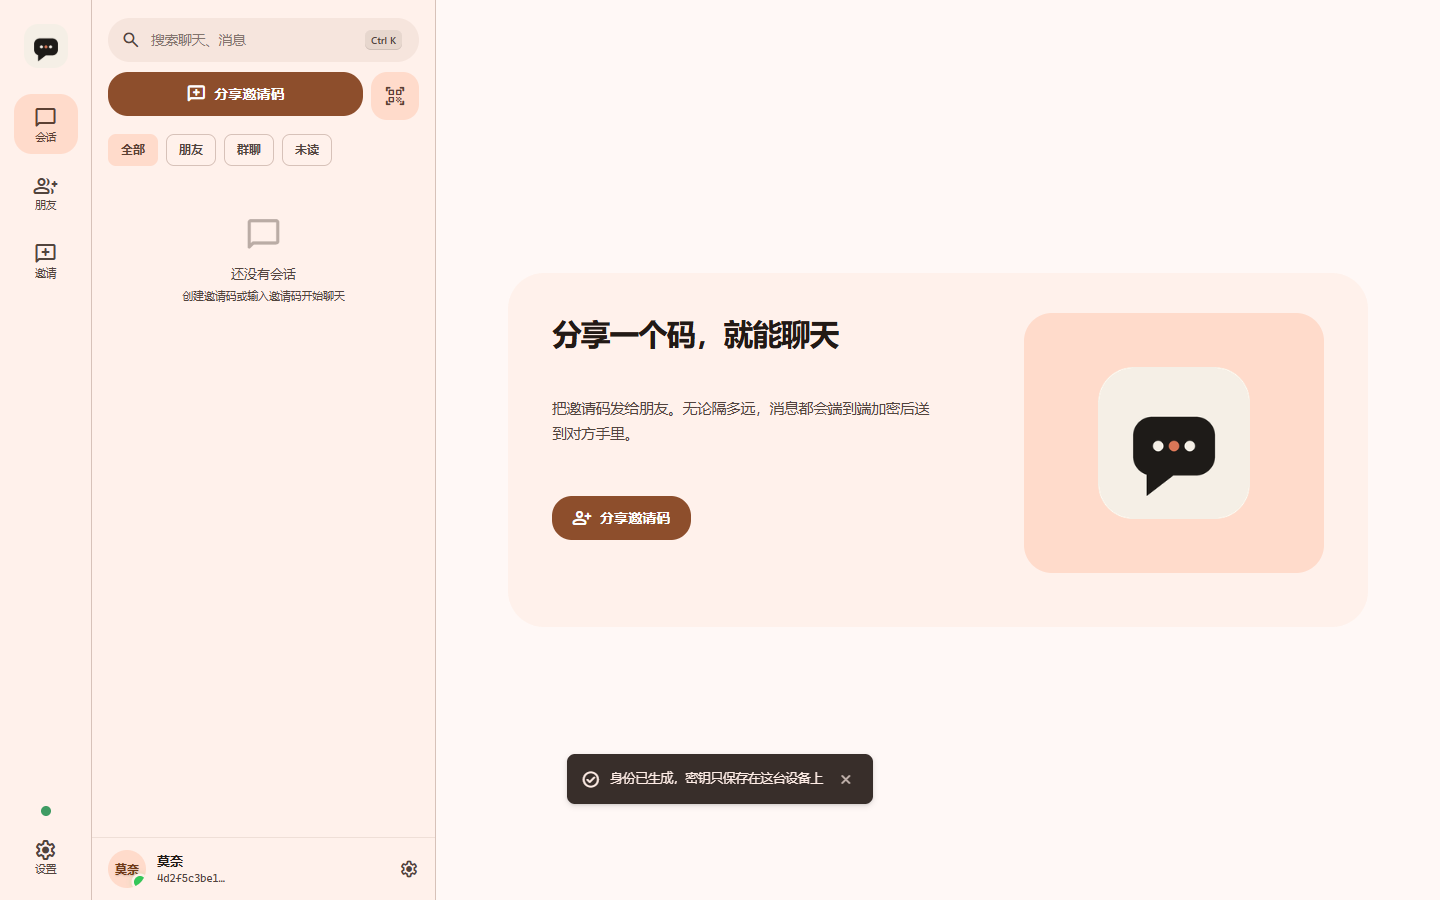 会话
朋友
邀请
设置
搜索聊天、消息
Ctrl K
分享邀请码
全部
朋友
群聊
未读
还没有会话
创建邀请码或输入邀请码开始聊天
莫奈
莫奈
4d2f5c3be1…
分享一个码，就能聊天
把邀请码发给朋友。无论隔多远，消息都会端到端加密后送
到对方手里。
分享邀请码
身份已生成，密钥只保存在这台设备上